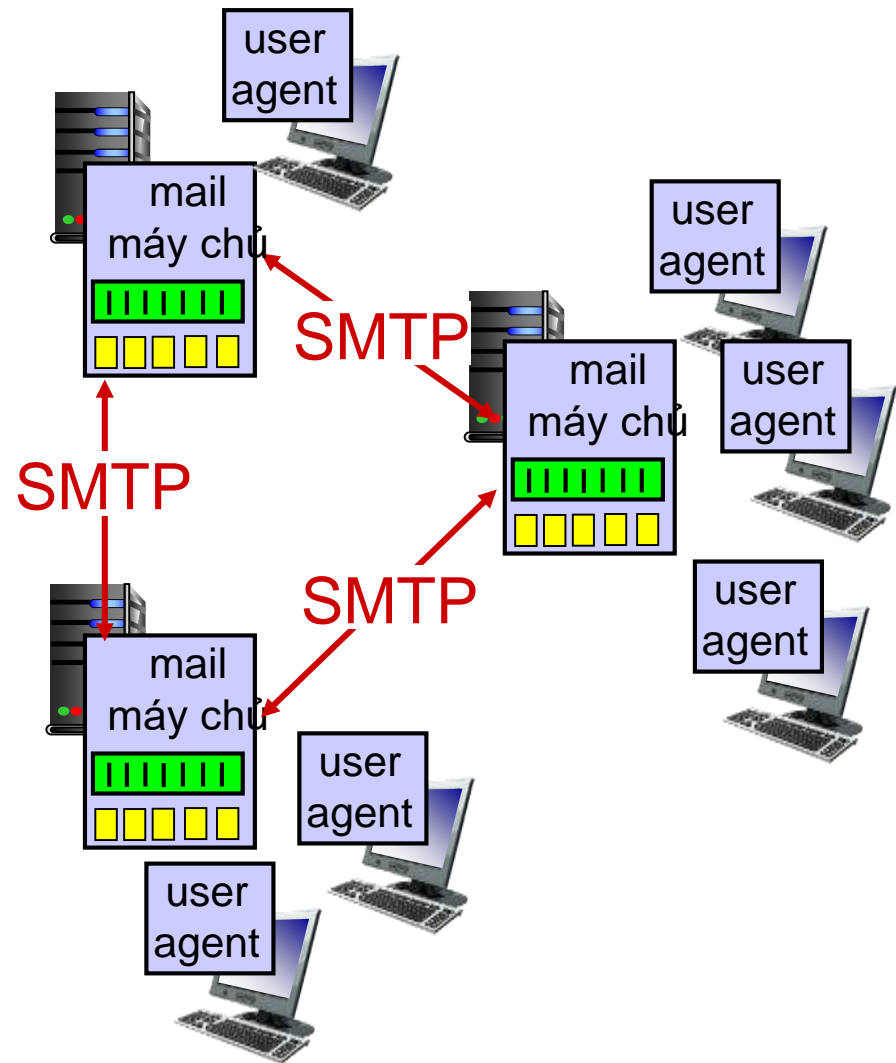 user
agent
mail
máy chủ
user
agent
SMTP
mail
máy chủ
user
agent
SMTP
SMTP
user
agent
mail
máy chủ
user
agent
user
agent